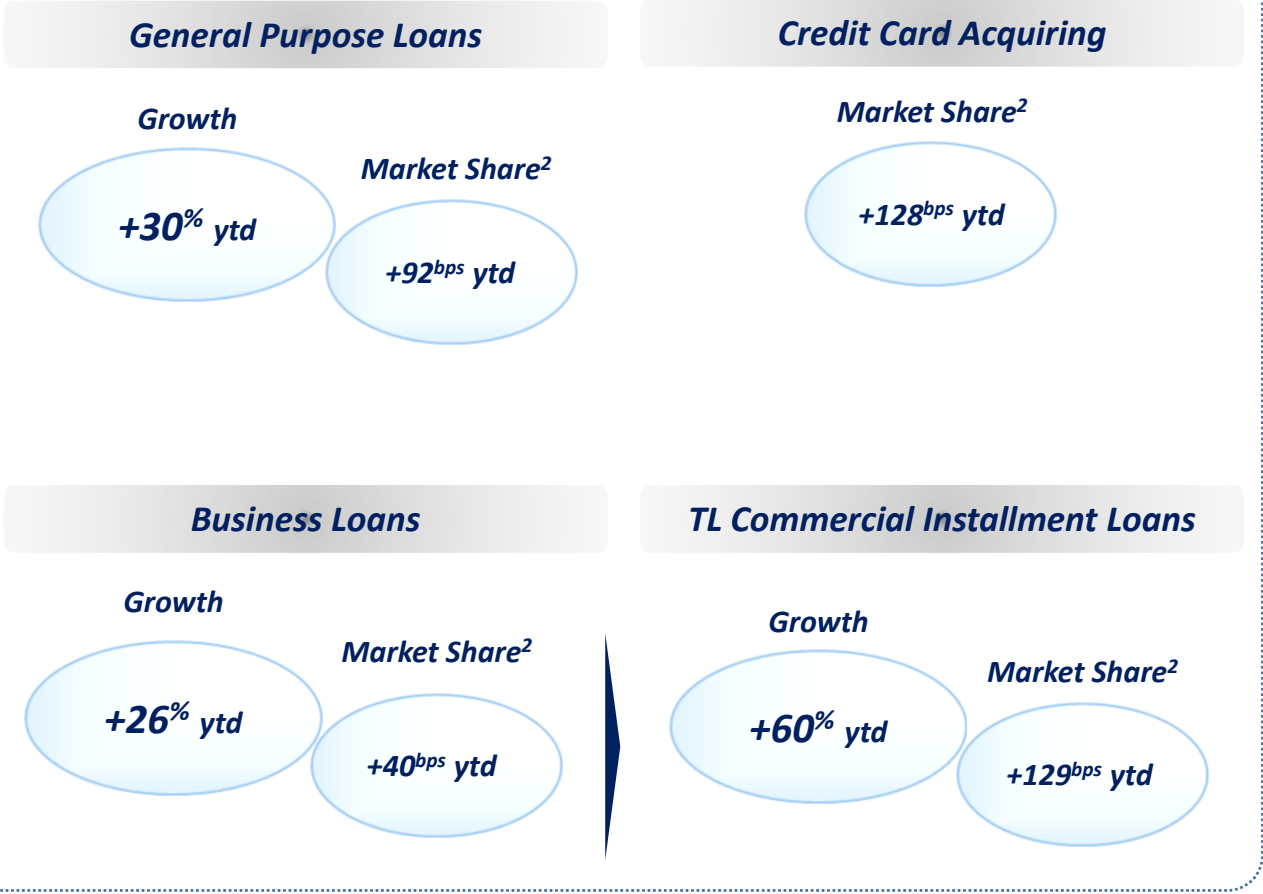 General Purpose Loans
Growth
Market Share2
+30% ytd
+92bps ytd
Credit Card Acquiring
Market Share2
+128bps ytd
Business Loans
Growth
Market Share2
+26% ytd
+40bps ytd
TL Commercial Installment Loans
Growth
Market Share2
+60% ytd
+129bps ytd